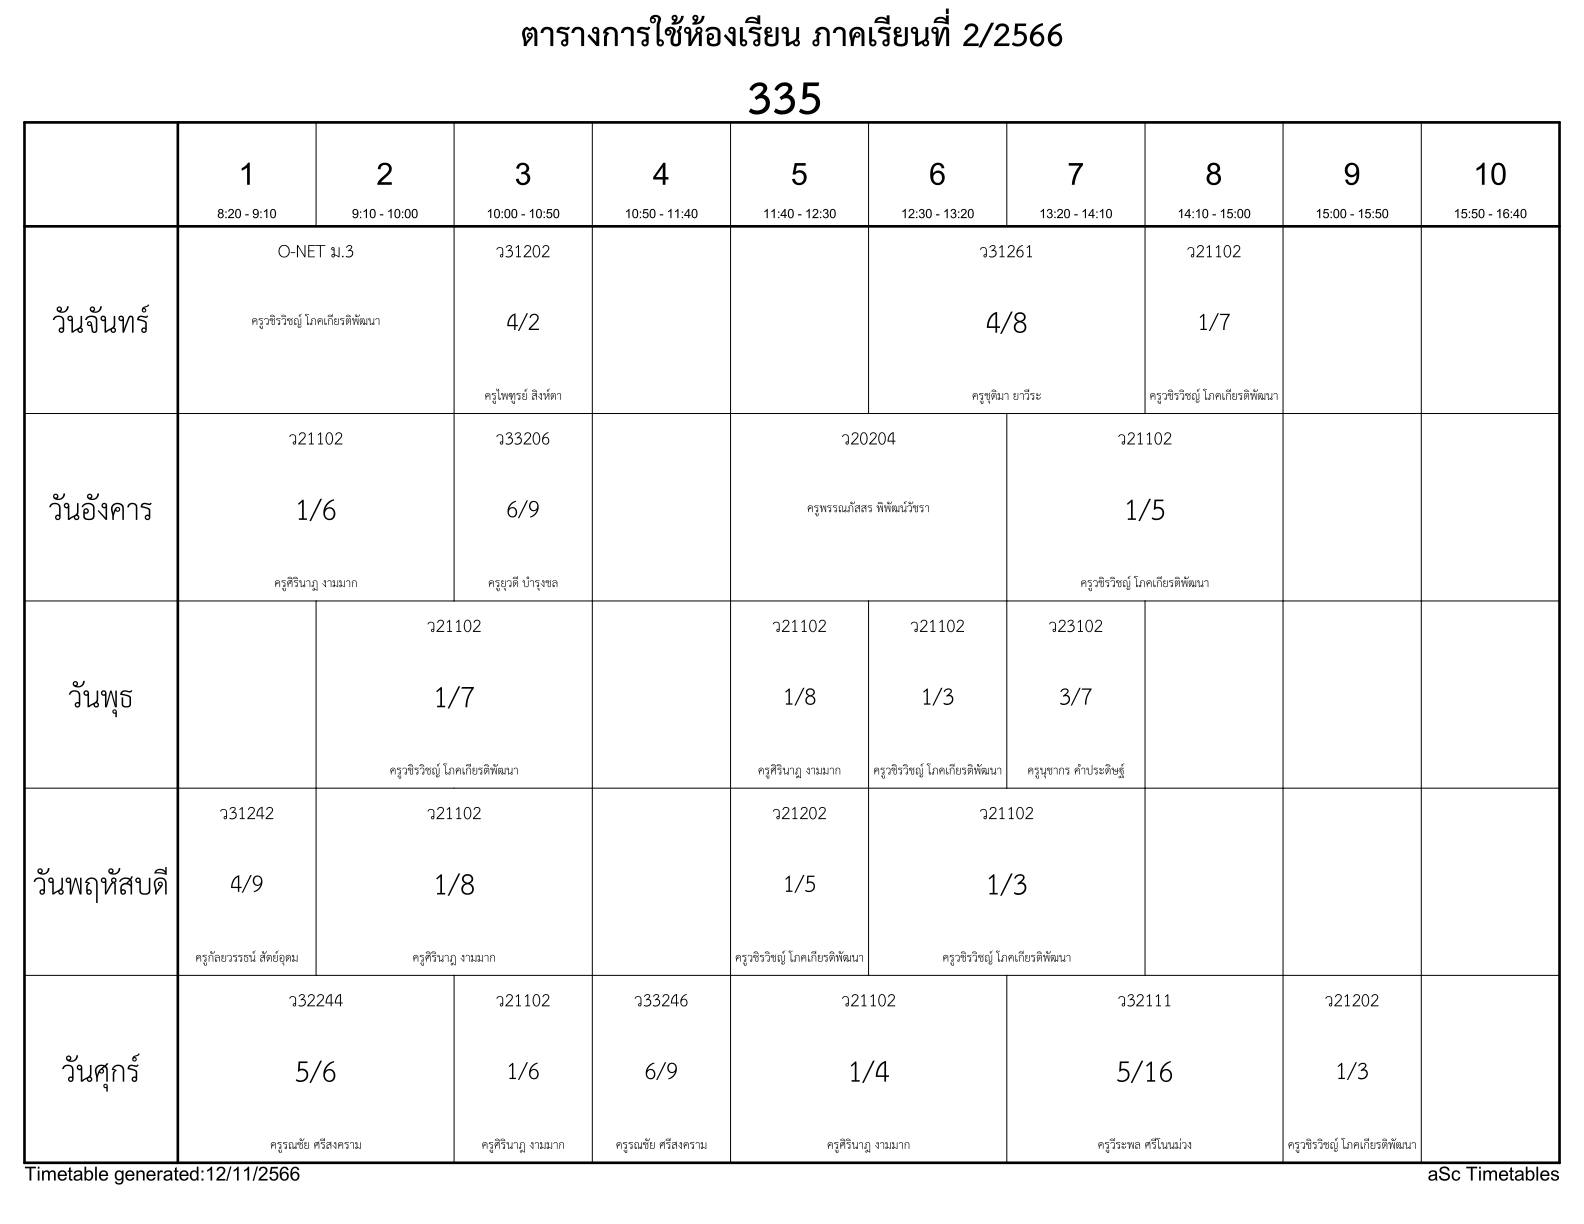 ตารางการใช้ห้องเรียน ภาคเรียนที่ 2/2566
335
1 2 3 4 5 6 7 8 9 10
8:20 - 9:10 9:10 - 10:00 10:00 - 10:50 10:50 - 11:40 11:40 - 12:30 12:30 - 13:20 13:20 - 14:10 14:10 - 15:00 15:00 - 15:50 15:50 - 16:40
วันจันทร์
O-NET ม.3
ครูวชิรวิชญ์ โภคเกียรติพัฒนา
ว31202
4/2
ครูไพฑูรย์ สิงห์ตา
ว31261
4/8
ครูชุติมา ยาวีระ
ว21102
1/7
ครูวชิรวิชญ์ โภคเกียรติพัฒนา
วันอังคาร
ว21102
1/6
ครูศิรินาฎ งามมาก
ว33206
6/9
ครูยุวดี บำรุงชล
ว20204
ครูพรรณภัสสร พิพัฒน์วัชรา
ว21102
1/5
ครูวชิรวิชญ์ โภคเกียรติพัฒนา
วันพุธ
ว21102
1/7
ครูวชิรวิชญ์ โภคเกียรติพัฒนา
ว21102
1/8
ครูศิรินาฎ งามมาก
ว21102
1/3
ครูวชิรวิชญ์ โภคเกียรติพัฒนา
ว23102
3/7
ครูนุชากร คำประดิษฐ์
วันพฤหัสบดี
ว31242
4/9
ครูกัลยวรรธน์ สัตย์อุดม
ว21102
1/8
ครูศิรินาฎ งามมาก
ว21202
1/5
ครูวชิรวิชญ์ โภคเกียรติพัฒนา
ว21102
1/3
ครูวชิรวิชญ์ โภคเกียรติพัฒนา
วันศุกร์
ว32244
5/6
ครูรณชัย ศรีสงคราม
ว21102
1/6
ครูศิรินาฎ งามมาก
ว33246
6/9
ครูรณชัย ศรีสงคราม
ว21102
1/4
ครูศิรินาฎ งามมาก
ว32111
5/16
ครูวีระพล ศรีโนนม่วง
ว21202
1/3
ครูวชิรวิชญ์ โภคเกียรติพัฒนา
Timetable generated:12/11/2566 aSc Timetables